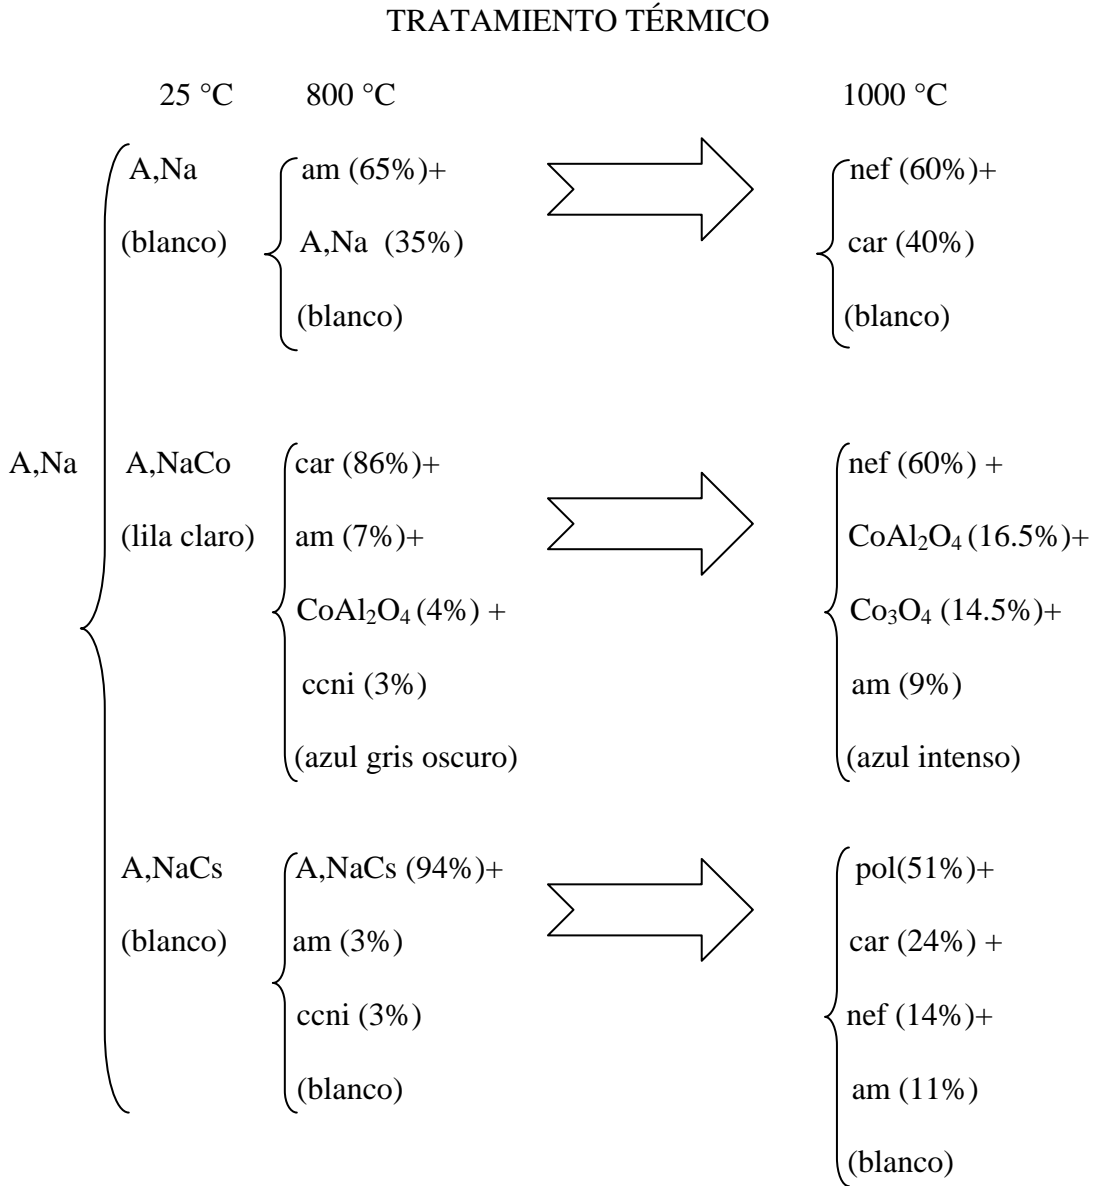 TRATAMIENTO TÉRMICO
25 °C 800 °C 1000 °C
A,Na am (65%)+ nef (60%)+
(blanco) A,Na (35%) car (40%)
(blanco) (blanco)
A,Na A,NaCo car (86%)+ nef (60%) +
(lila claro) am (7%)+ CoAl₂O₄ (16.5%)+
CoAl₂O₄ (4%) + Co₃O₄ (14.5%)+
ccni (3%) am (9%)
(azul gris oscuro) (azul intenso)
A,NaCs A,NaCs (94%)+ pol(51%)+
(blanco) am (3%) car (24%) +
ccni (3%) nef (14%)+
(blanco) am (11%)
(blanco)